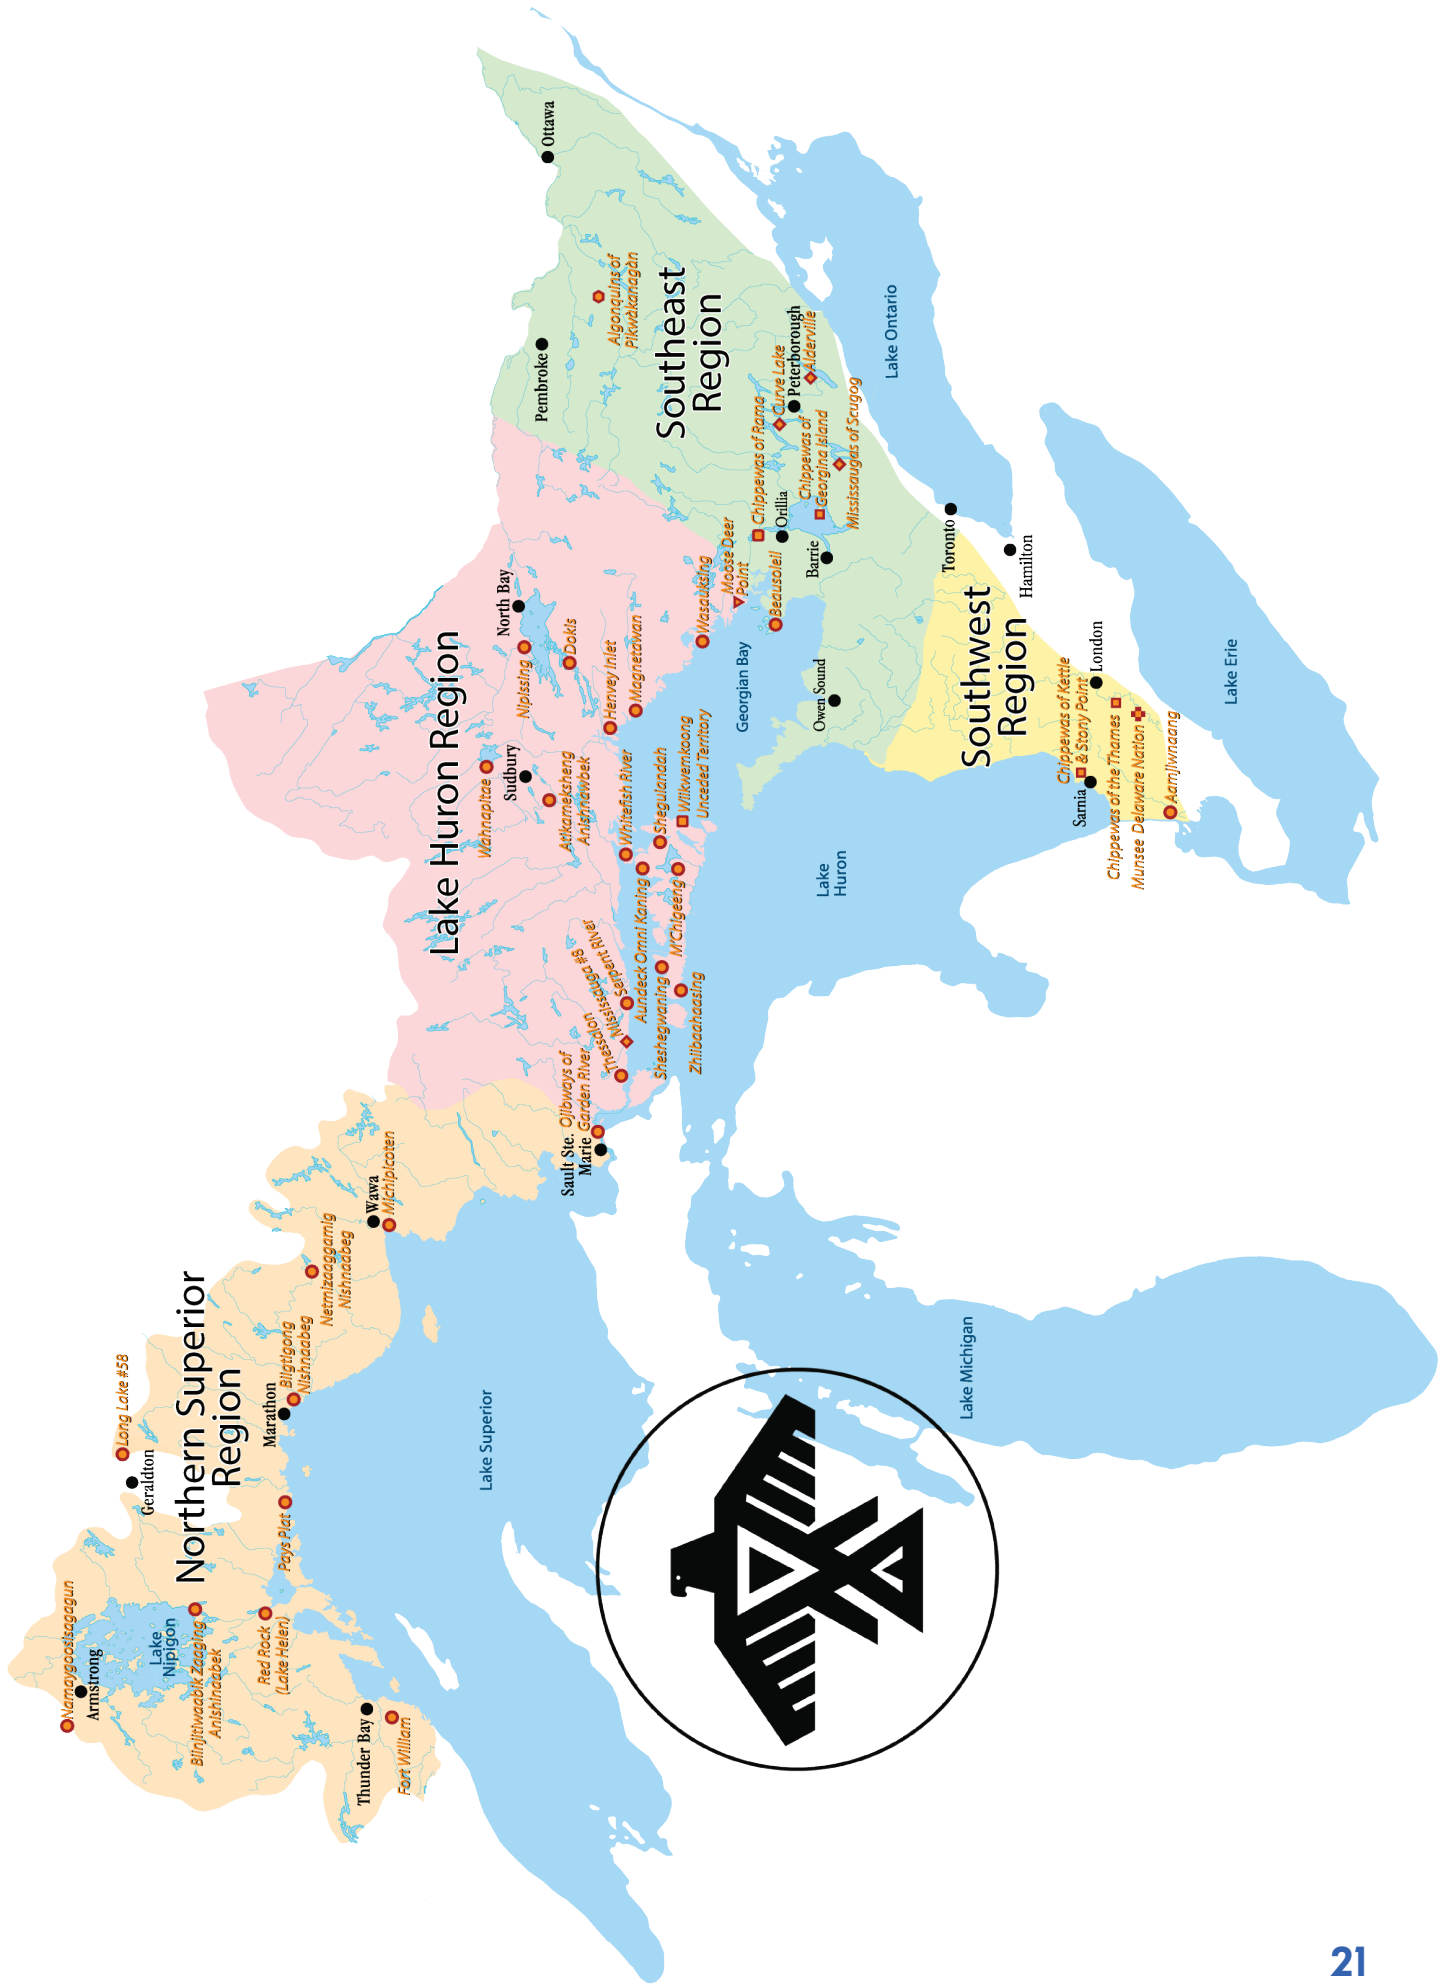 Namaygoosisagagun
Armstrong
Lake
Nipigon
Biinjitiwaabik Zaaging
Anishinaabek
Red Rock
(Lake Helen)
Thunder Bay
Fort William
Long Lake #58
Geraldton
Northern Superior
Region
Pays Plat
Marathon
Biigtigong
Nishnaabeg
Netmizaaggamig
Nishnaabeg
Wawa
Michipicoten
Lake Superior
Lake Michigan
Lake Huron Region
Sault Ste.
Marie
Ojibways of
Garden River
Thessalon
Mississauga #8
Serpent River
Aundeck Omni Kaning
Sheshegwaning
Zhiibaahaasing
M'Chigeeng
Whitefish River
Sheguiandah
Wiikwemkoong
Unceded Territory
Wahnapitae
Sudbury
Atikameksheng
Anishnawbek
Nipissing
North Bay
Dokis
Henvey Inlet
Magnetawan
Wasauksing
Georgian Bay
Lake
Huron
Southeast
Region
Pembroke
Ottawa
Algonquins of
Pikwàkanagàn
Moose Deer
Point
Beausoleil
Chippewas of Rama
Orillia
Barrie
Curve Lake
Peterborough
Alderville
Chippewas of
Georgina Island
Mississaugas of Scugog
Owen Sound
Lake Ontario
Toronto
Hamilton
Southwest
Region
Chippewas of Kettle
& Stony Point
Sarnia
London
Chippewas of the Thames
Munsee Delaware Nation
Aamjiwnaang
Lake Erie
21